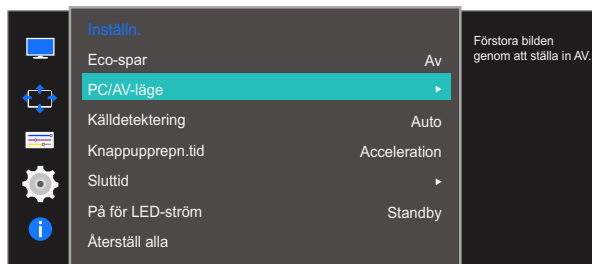 Inställn.
Eco-spar Av
PC/AV-läge
Källdetektering Auto
Knappupprepn.tid Acceleration
Sluttid
På för LED-ström Standby
Återställ alla
Förstora bilden
genom att ställa in AV.